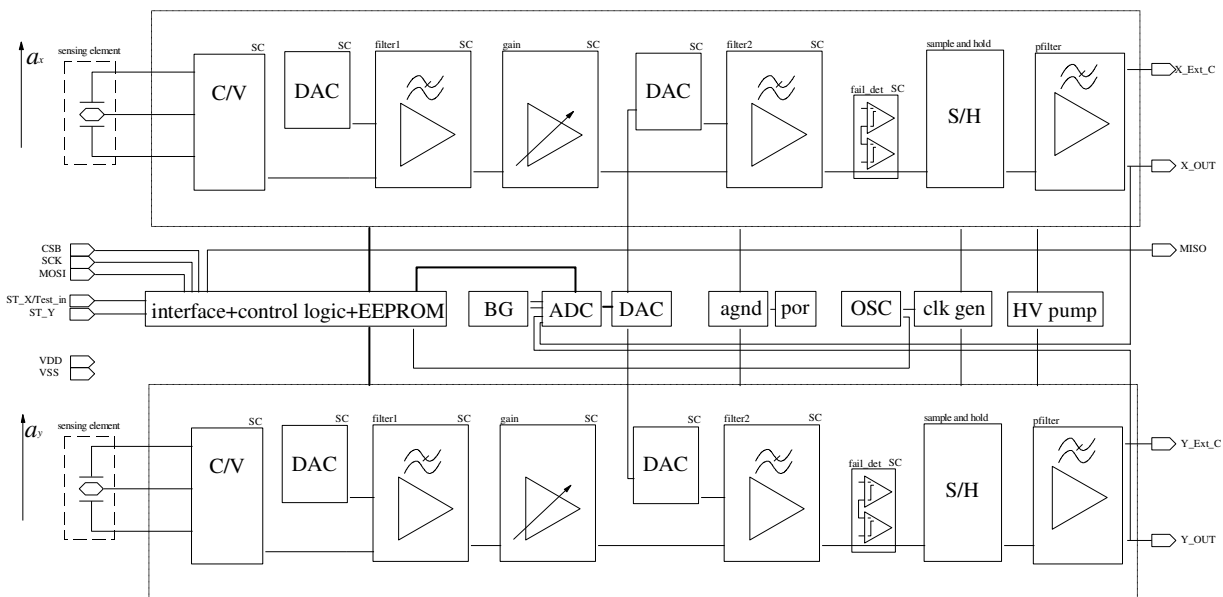 SC SC filter1 SC gain SC SC filter2 SC sample and hold pfilter
sensing element
ax
C/V
DAC
DAC
fail_det SC
S/H
X_Ext_C
X_OUT
CSB
SCK
MOSI
MISO
ST_X/Test_in
ST_Y
interface+control logic+EEPROM
BG
ADC
DAC
agnd
por
OSC
clk gen
HV pump
VDD
VSS
SC SC filter1 SC gain SC SC filter2 SC sample and hold pfilter
sensing element
ay
C/V
DAC
DAC
fail_det SC
S/H
Y_Ext_C
Y_OUT